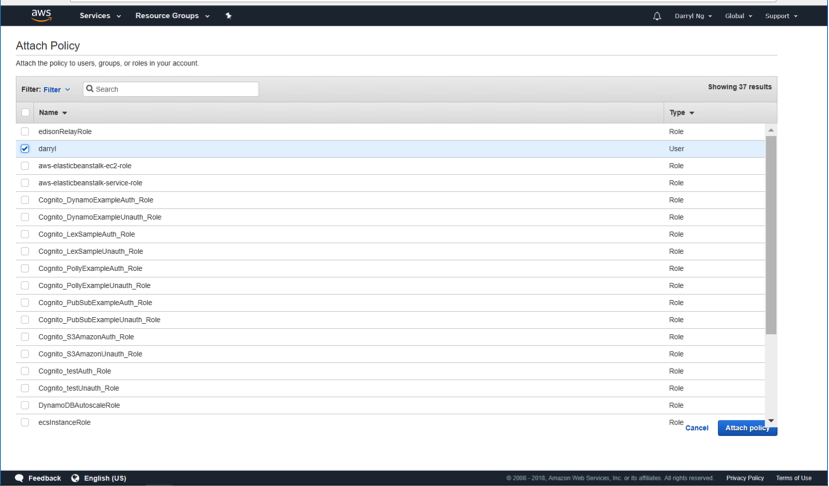 aws Services Resource Groups Darryl Ng Global Support
Attach Policy
Attach the policy to users, groups, or roles in your account.
Filter: Filter Search Showing 37 results
Name Type
edisonRelayRole Role
darryl User
aws-elasticbeanstalk-ec2-role Role
aws-elasticbeanstalk-service-role Role
Cognito_DynamoExampleAuth_Role Role
Cognito_DynamoExampleUnauth_Role Role
Cognito_LexSampleAuth_Role Role
Cognito_LexSampleUnauth_Role Role
Cognito_PollyExampleAuth_Role Role
Cognito_PollyExampleUnauth_Role Role
Cognito_PubSubExampleAuth_Role Role
Cognito_PubSubExampleUnauth_Role Role
Cognito_S3AmazonAuth_Role Role
Cognito_S3AmazonUnauth_Role Role
Cognito_testAuth_Role Role
Cognito_testUnauth_Role Role
DynamoDBAutoscaleRole Role
ecsInstanceRole Role
Cancel Attach policy
Feedback English (US) © 2008 - 2018, Amazon Web Services, Inc. or its affiliates. All rights reserved. Privacy Policy Terms of Use